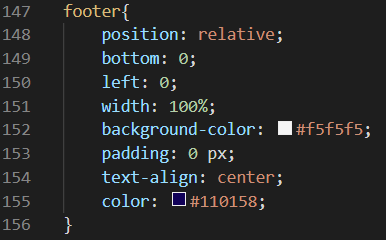 147 footer{
148 position: relative;
149 bottom: 0;
150 left: 0;
151 width: 100%;
152 background-color: #f5f5f5;
153 padding: 0 px;
154 text-align: center;
155 color: #110158;
156 }